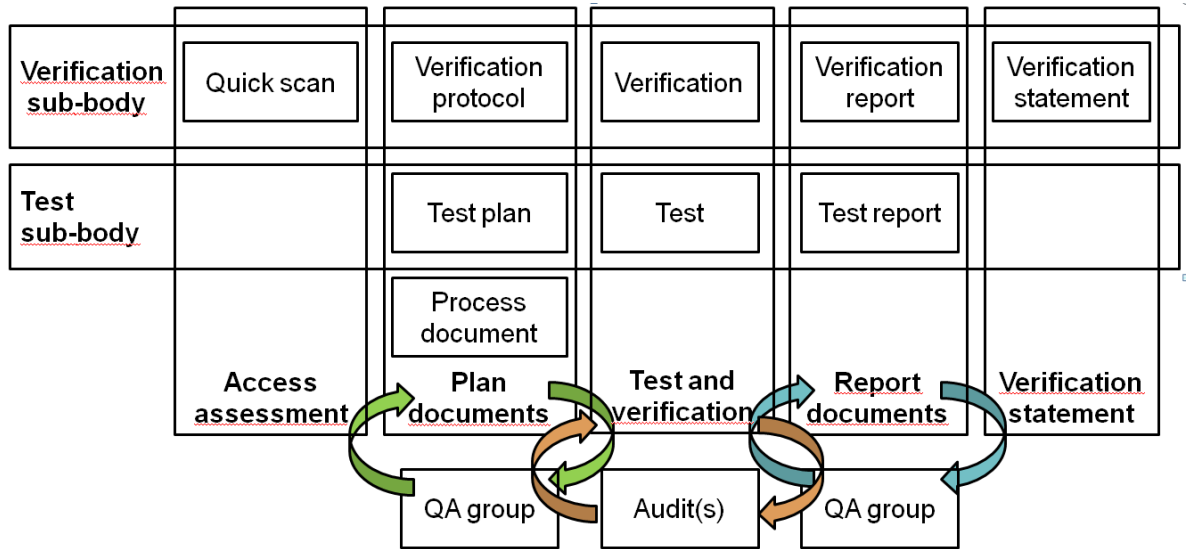 Verification
sub-body
Quick scan
Verification
protocol
Verification
Verification
report
Verification
statement
Test
sub-body
Test plan
Test
Test report
Process
document
Access
assessment
Plan
documents
Test and
verification
Report
documents
Verification
statement
QA group
Audit(s)
QA group